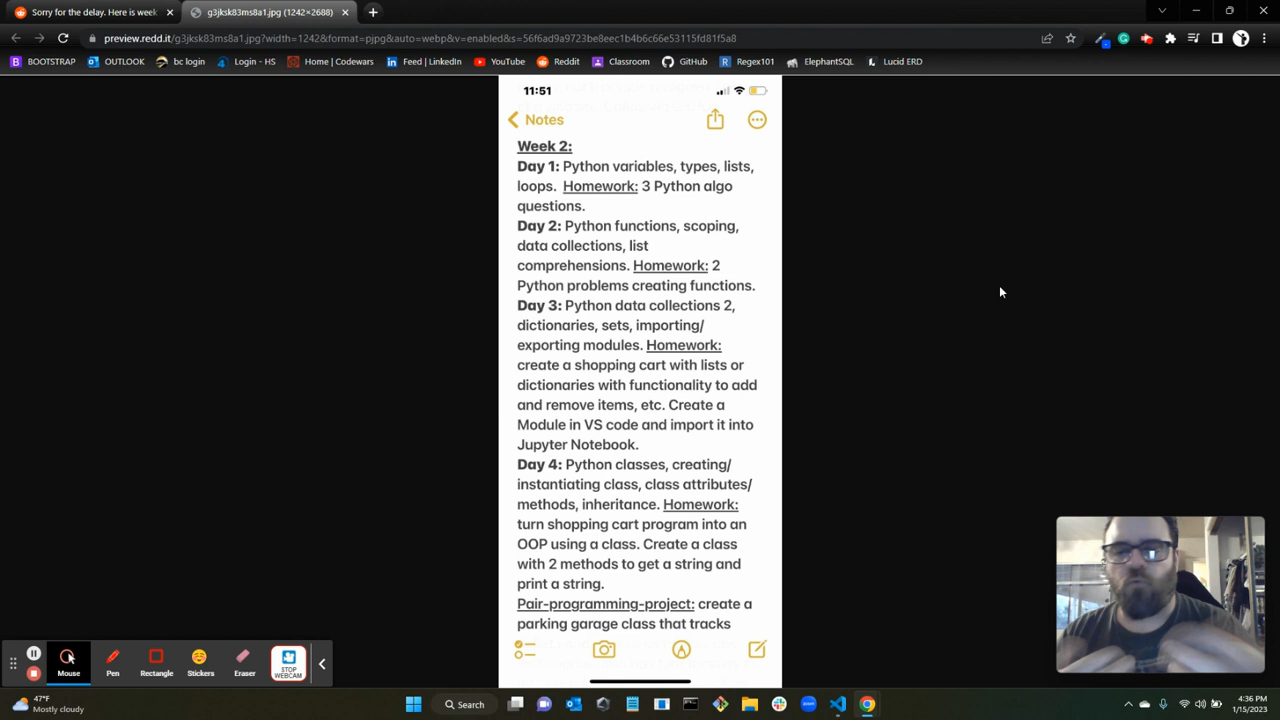 Sorry for the delay. Here is week
g3jksk83ms8a1.jpg (1242×2688)
preview.redd.it/g3jksk83ms8a1.jpg?width=1242&format=pjpg&auto=webp&v=enabled&s=56f6ad9a9723be8eec1b4b6c66e53115fd81f5a8
BOOTSTRAP
OUTLOOK
bc login
Login - HS
Home | Codewars
Feed | LinkedIn
YouTube
Reddit
Classroom
GitHub
Regex101
ElephantSQL
Lucid ERD
11:51
Notes
Week 2:
Day 1: Python variables, types, lists,
loops. Homework: 3 Python algo
questions.
Day 2: Python functions, scoping,
data collections, list
comprehensions. Homework: 2
Python problems creating functions.
Day 3: Python data collections 2,
dictionaries, sets, importing/
exporting modules. Homework:
create a shopping cart with lists or
dictionaries with functionality to add
and remove items, etc. Create a
Module in VS code and import it into
Jupyter Notebook.
Day 4: Python classes, creating/
instantiating class, class attributes/
methods, inheritance. Homework:
turn shopping cart program into an
OOP using a class. Create a class
with 2 methods to get a string and
print a string.
Pair-programming-project: create a
parking garage class that tracks
Mouse
Pen
Rectangle
Stickers
Eraser
STOP
WEBCAM
47°F
Mostly cloudy
Search
4:36 PM
1/15/2023